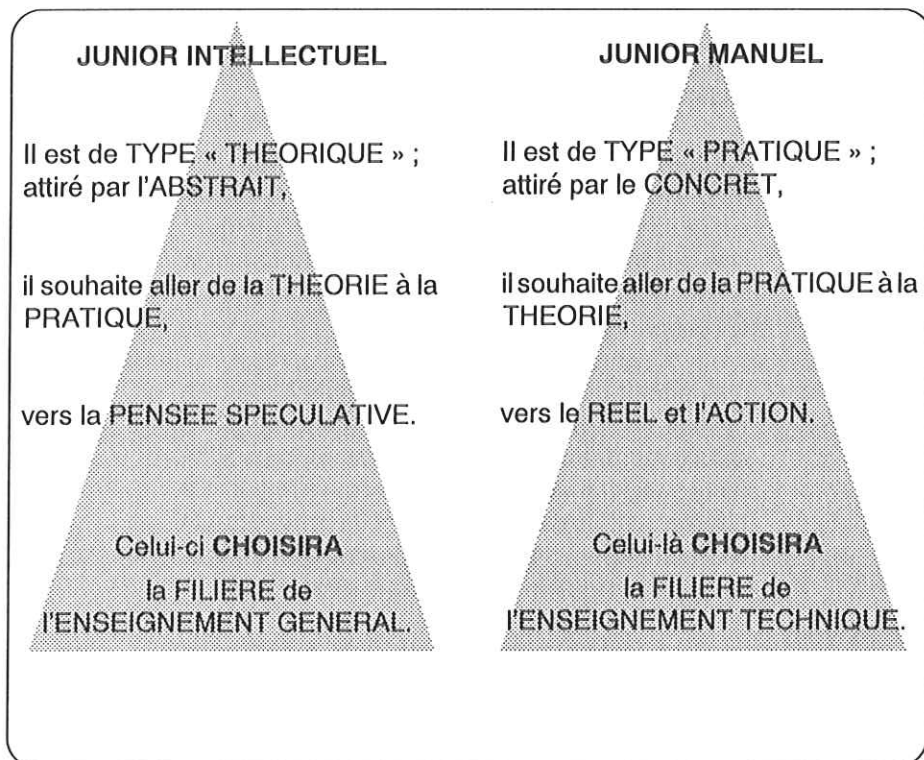 JUNIOR INTELLECTUEL
Il est de TYPE « THEORIQUE » ;
attiré par l'ABSTRAIT,
il souhaite aller de la THEORIE à la
PRATIQUE,
vers la PENSEE SPECULATIVE.
Celui-ci CHOISIRA
la FILIERE de
l'ENSEIGNEMENT GENERAL.
JUNIOR MANUEL
Il est de TYPE « PRATIQUE » ;
attiré par le CONCRET,
il souhaite aller de la PRATIQUE à la
THEORIE,
vers le REEL et l'ACTION.
Celui-là CHOISIRA
la FILIERE de
l'ENSEIGNEMENT TECHNIQUE.